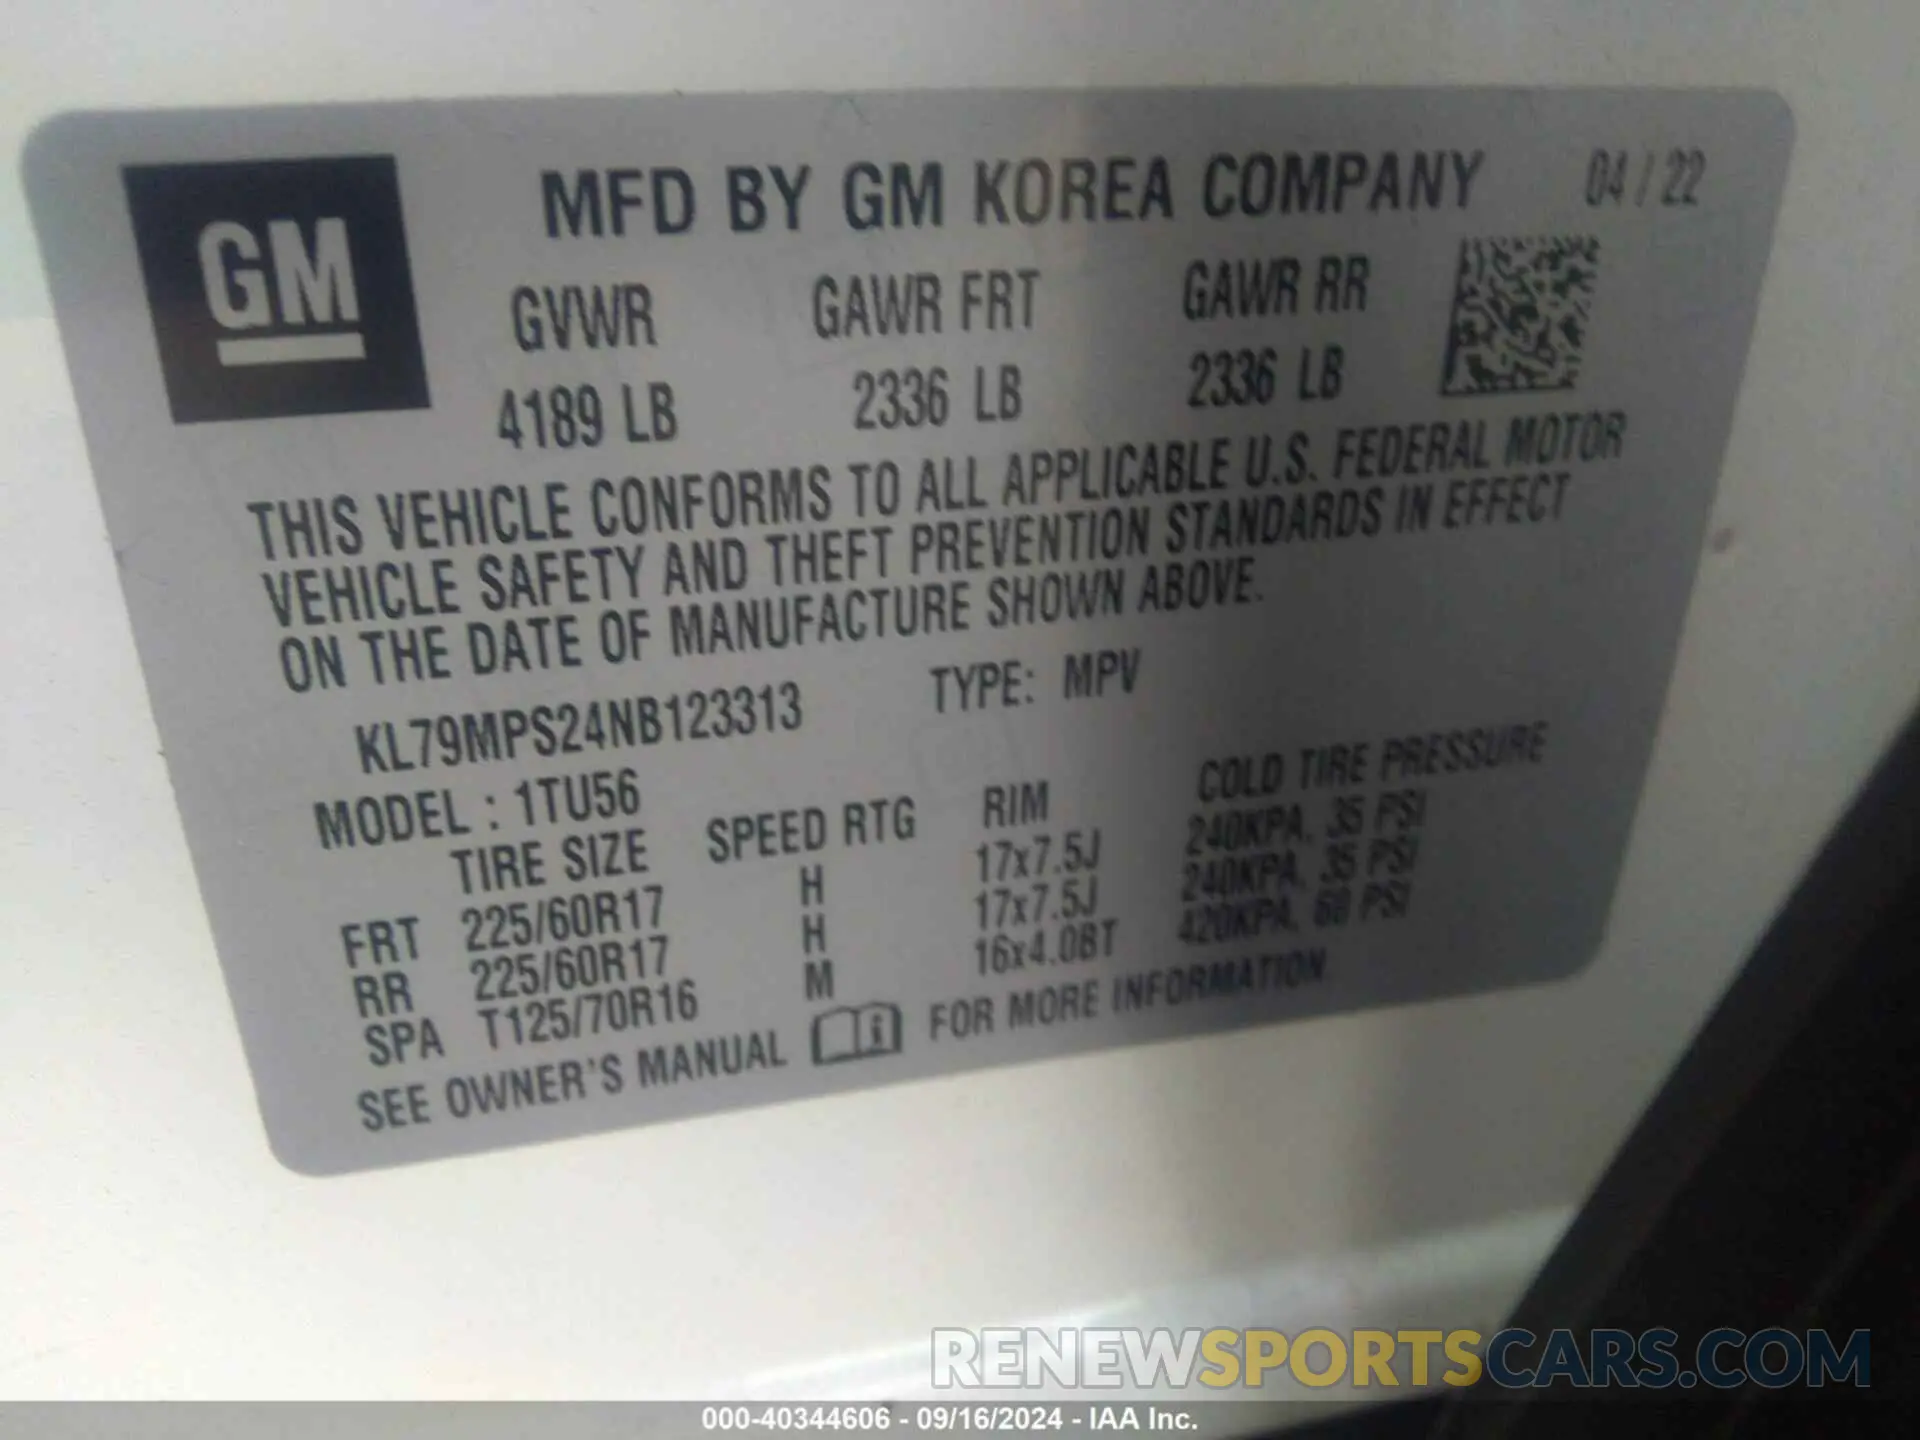 GM
MFD BY GM KOREA COMPANY 04 / 22
GVWR GAWR FRT GAWR RR
4189 LB 2336 LB 2336 LB
THIS VEHICLE CONFORMS TO ALL APPLICABLE U.S. FEDERAL MOTOR
VEHICLE SAFETY AND THEFT PREVENTION STANDARDS IN EFFECT
ON THE DATE OF MANUFACTURE SHOWN ABOVE.
KL79MPS24NB123313 TYPE: MPV
MODEL : 1TU56
TIRE SIZE SPEED RTG RIM COLD TIRE PRESSURE
FRT 225/60R17 H 17x7.5J 240KPA, 35 PSI
RR 225/60R17 H 17x7.5J 240KPA, 35 PSI
SPA T125/70R16 M 16x4.0BT 420KPA, 60 PSI
SEE OWNER'S MANUAL FOR MORE INFORMATION
RENEWSPORTSCARS.COM
000-40344606 - 09/16/2024 - IAA Inc.